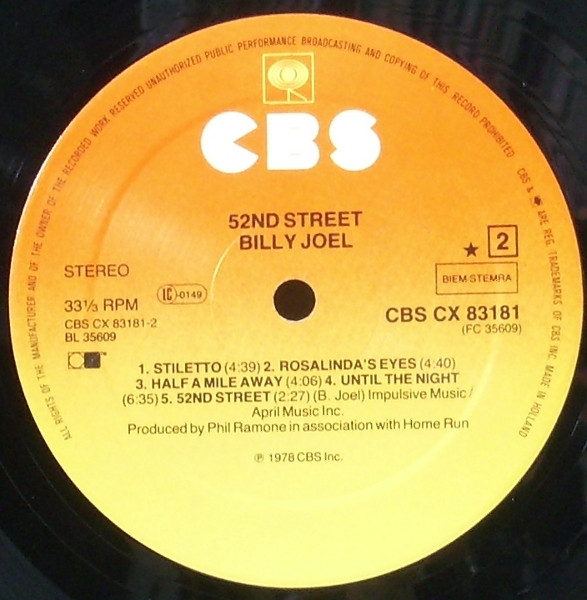 ALL RIGHTS OF THE MANUFACTURER AND OF THE OWNER OF THE RECORDED WORK RESERVED UNAUTHORIZED PUBLIC PERFORMANCE BROADCASTING AND COPYING OF THIS RECORD PROHIBITED
CBS & ARE REG. TRADEMARKS OF CBS INC. MADE IN HOLLAND
CBS
52ND STREET
BILLY JOEL
STEREO
★ 2
LC-0149
BIEM-STEMRA
33⅓ RPM
CBS CX 83181
CBS CX 83181-2
(FC 35609)
BL 35609
1. STILETTO (4:39) 2. ROSALINDA'S EYES (4:40)
3. HALF A MILE AWAY (4:06) 4. UNTIL THE NIGHT
(6:35) 5. 52ND STREET (2:27) (B. Joel) Impulsive Music /
April Music Inc.
Produced by Phil Ramone in association with Home Run
℗ 1978 CBS Inc.